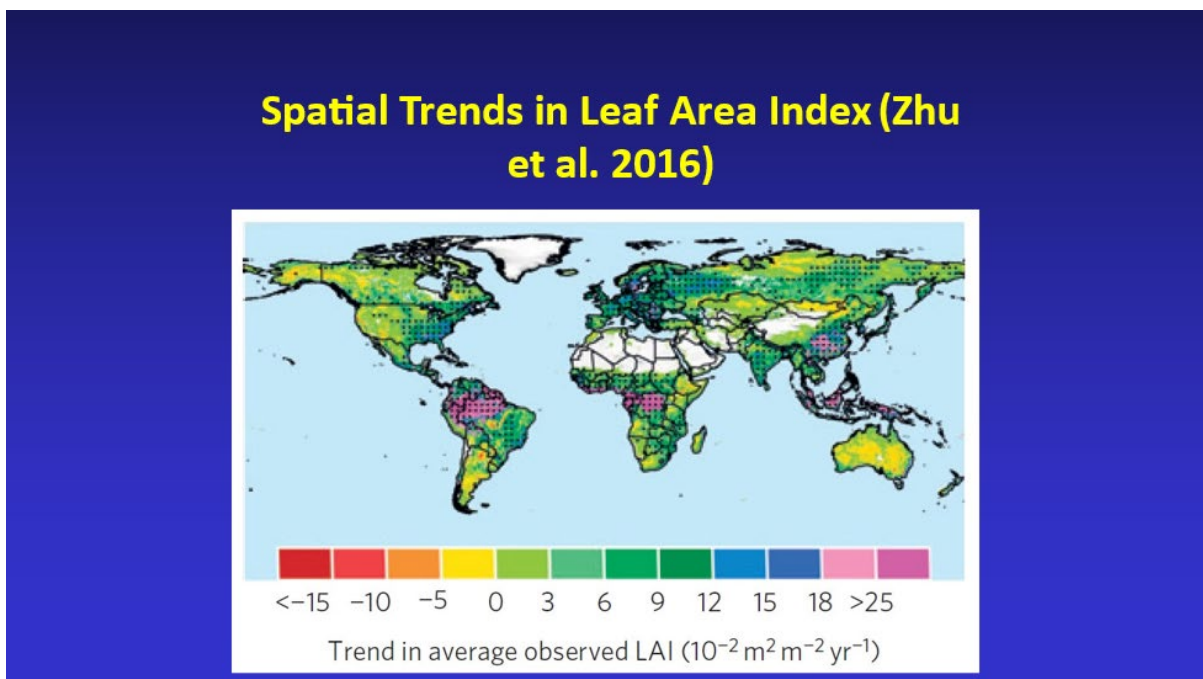 Spatial Trends in Leaf Area Index (Zhu
et al. 2016)
<−15 −10 −5 0 3 6 9 12 15 18 >25
Trend in average observed LAI (10⁻² m² m⁻² yr⁻¹)